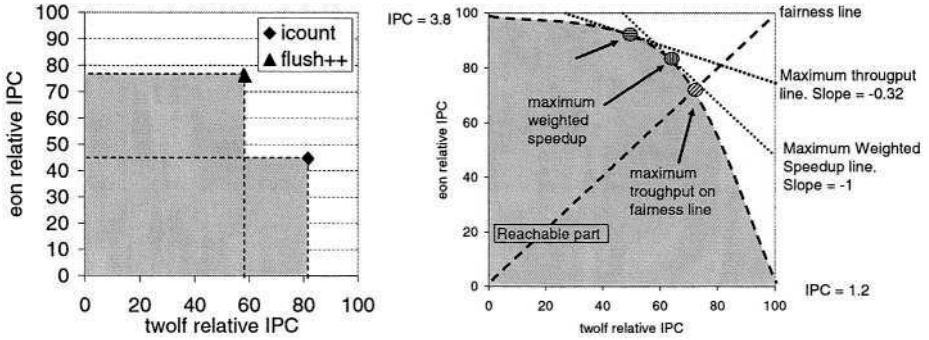 icount
flush++
100
90
80
70
60
50
40
30
20
10
0
eon relative IPC
0
20
40
60
80
100
twolf relative IPC
IPC = 3.8
100
80
60
40
20
0
eon relative IPC
0
20
40
60
80
100
twolf relative IPC
fairness line
Maximum througput
line. Slope = -0.32
maximum
weighted
speedup
Maximum Weighted
Speedup line.
Slope = -1
maximum
troughput on
fairness line
Reachable part
IPC = 1.2